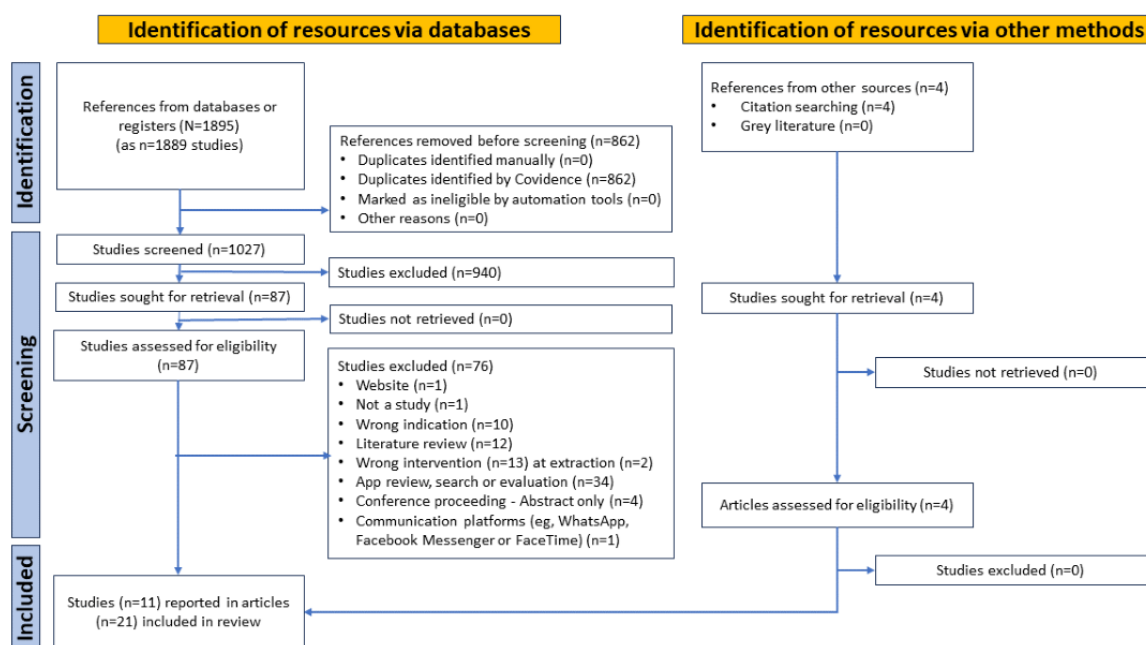 Identification of resources via databases
Identification of resources via other methods
Identification
References from databases or
registers (N=1895)
(as n=1889 studies)
References removed before screening (n=862)
• Duplicates identified manually (n=0)
• Duplicates identified by Covidence (n=862)
• Marked as ineligible by automation tools (n=0)
• Other reasons (n=0)
References from other sources (n=4)
• Citation searching (n=4)
• Grey literature (n=0)
Screening
Studies screened (n=1027)
Studies excluded (n=940)
Studies sought for retrieval (n=87)
Studies not retrieved (n=0)
Studies assessed for eligibility
(n=87)
Studies excluded (n=76)
• Website (n=1)
• Not a study (n=1)
• Wrong indication (n=10)
• Literature review (n=12)
• Wrong intervention (n=13) at extraction (n=2)
• App review, search or evaluation (n=34)
• Conference proceeding - Abstract only (n=4)
• Communication platforms (eg, WhatsApp,
Facebook Messenger or FaceTime) (n=1)
Studies sought for retrieval (n=4)
Studies not retrieved (n=0)
Articles assessed for eligibility (n=4)
Studies excluded (n=0)
Included
Studies (n=11) reported in articles
(n=21) included in review